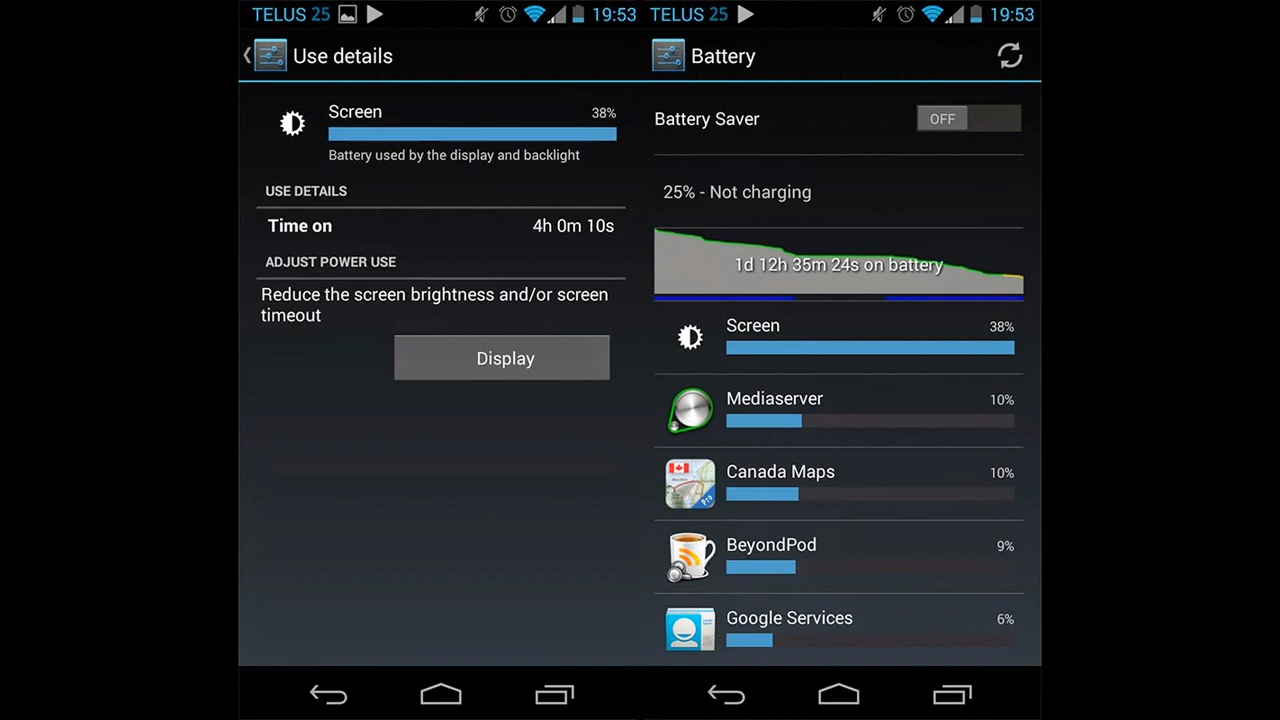 TELUS 25 19:53
Use details
Screen 38%
Battery used by the display and backlight
USE DETAILS
Time on 4h 0m 10s
ADJUST POWER USE
Reduce the screen brightness and/or screen
timeout
Display
TELUS 25 19:53
Battery
Battery Saver OFF
25% - Not charging
1d 12h 35m 24s on battery
Screen 38%
Mediaserver 10%
Canada Maps 10%
Pro
BeyondPod 9%
Google Services 6%